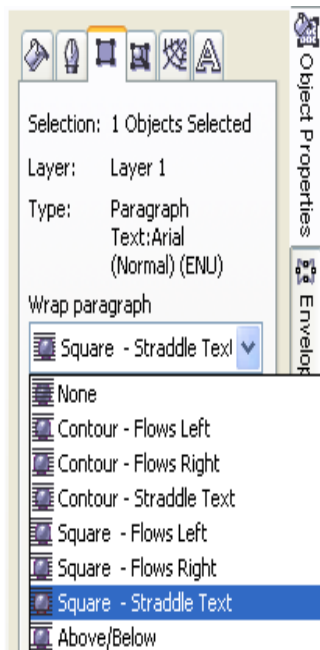 Selection: 1 Objects Selected
Layer: Layer 1
Type: Paragraph
Text:Arial
(Normal) (ENU)
Wrap paragraph
Square - Straddle Text
None
Contour - Flows Left
Contour - Flows Right
Contour - Straddle Text
Square - Flows Left
Square - Flows Right
Square - Straddle Text
Above/Below
Object Properties
Envelop